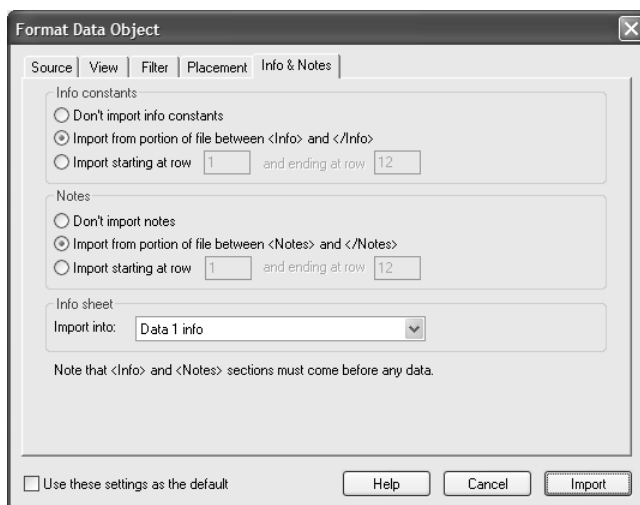 Format Data Object
Source View Filter Placement Info & Notes
Info constants
Don't import info constants
Import from portion of file between <Info> and </Info>
Import starting at row 1 and ending at row 12
Notes
Don't import notes
Import from portion of file between <Notes> and </Notes>
Import starting at row 1 and ending at row 12
Info sheet
Import into: Data 1 info
Note that <Info> and <Notes> sections must come before any data.
Use these settings as the default Help Cancel Import